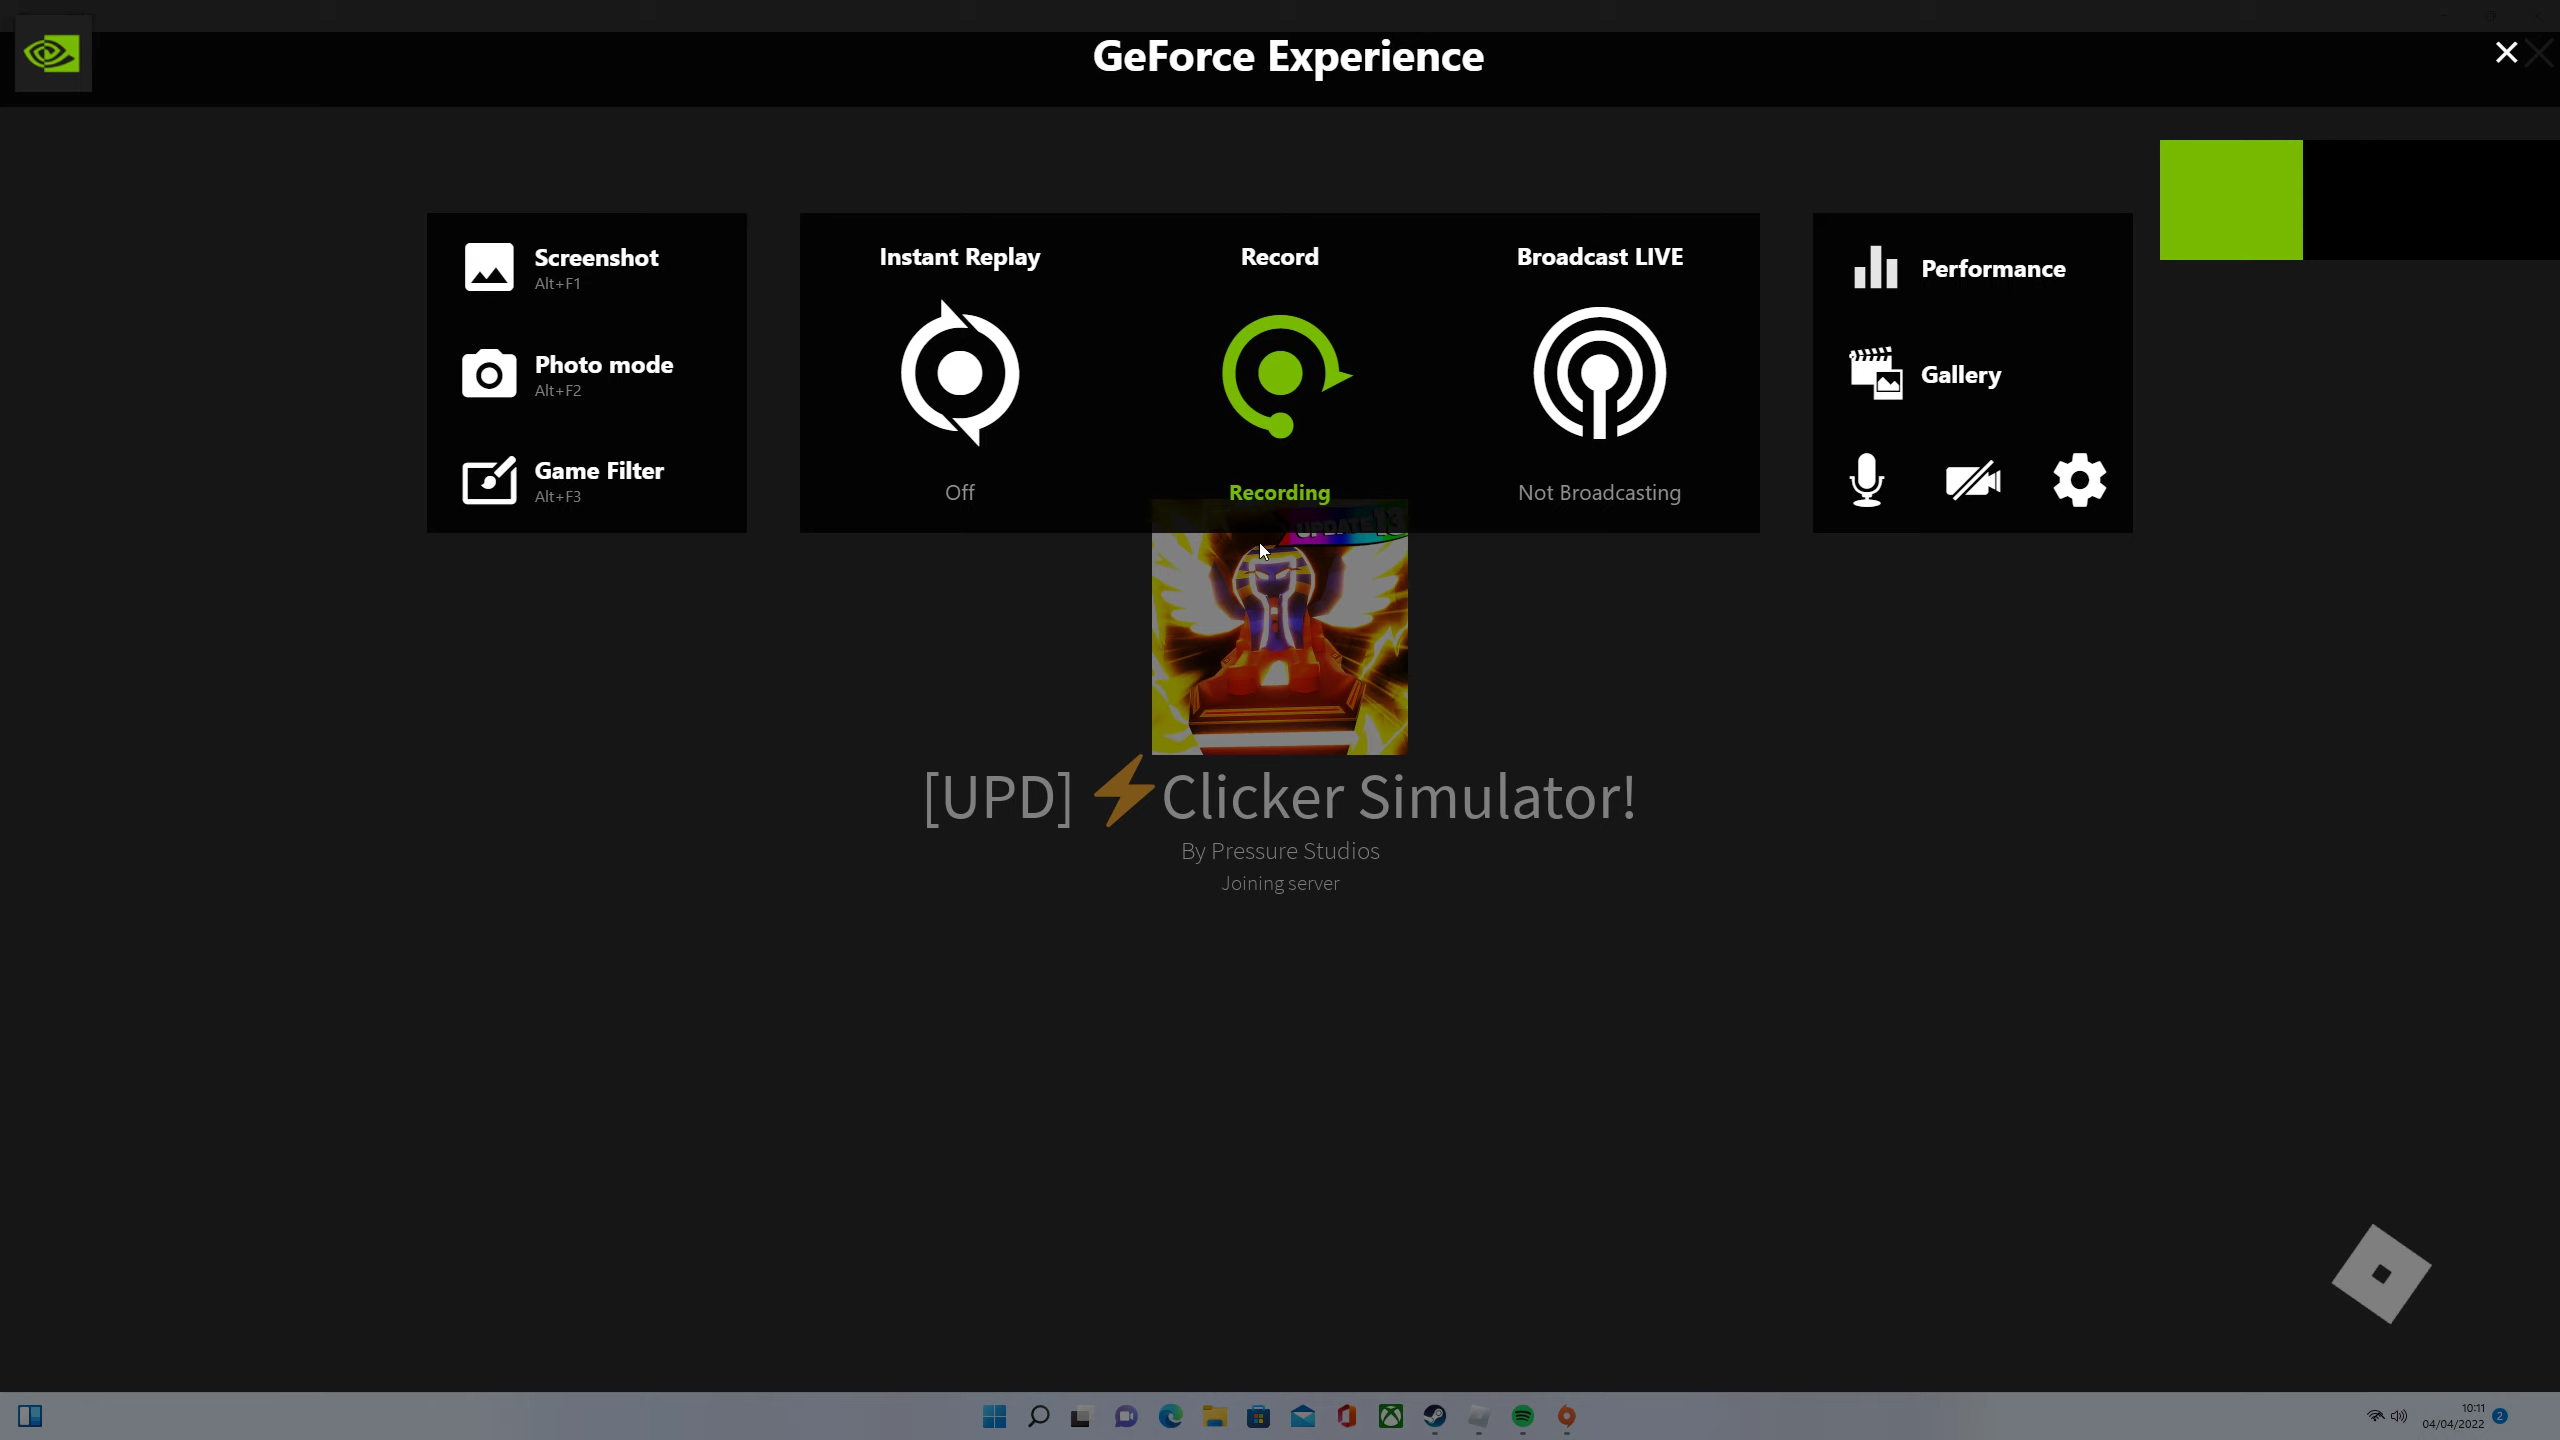 GeForce Experience
Screenshot
Alt+F1
Photo mode
Alt+F2
Game Filter
Alt+F3
Instant Replay
Off
Record
Recording
Broadcast LIVE
Not Broadcasting
Performance
Gallery
UPDATE 13
[UPD] ⚡Clicker Simulator!
By Pressure Studios
Joining server
10:11
04/04/2022
2